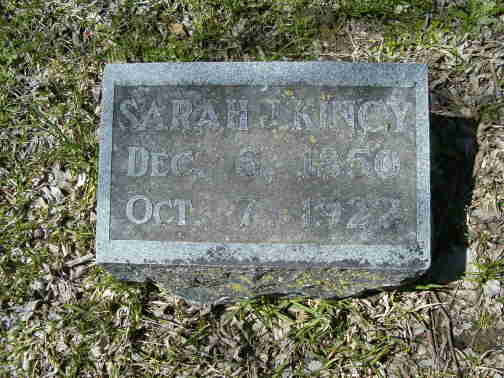 SARAH J. KINCY
DEC. 6, 1850
OCT. 7, 1922